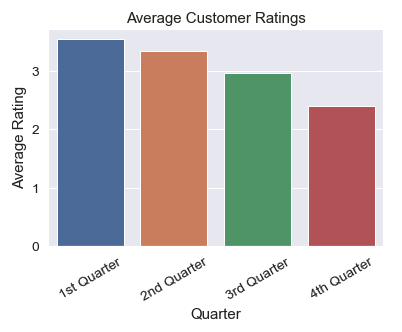 Average Customer Ratings
Average Rating
3
2
1
0
1st Quarter
2nd Quarter
3rd Quarter
4th Quarter
Quarter